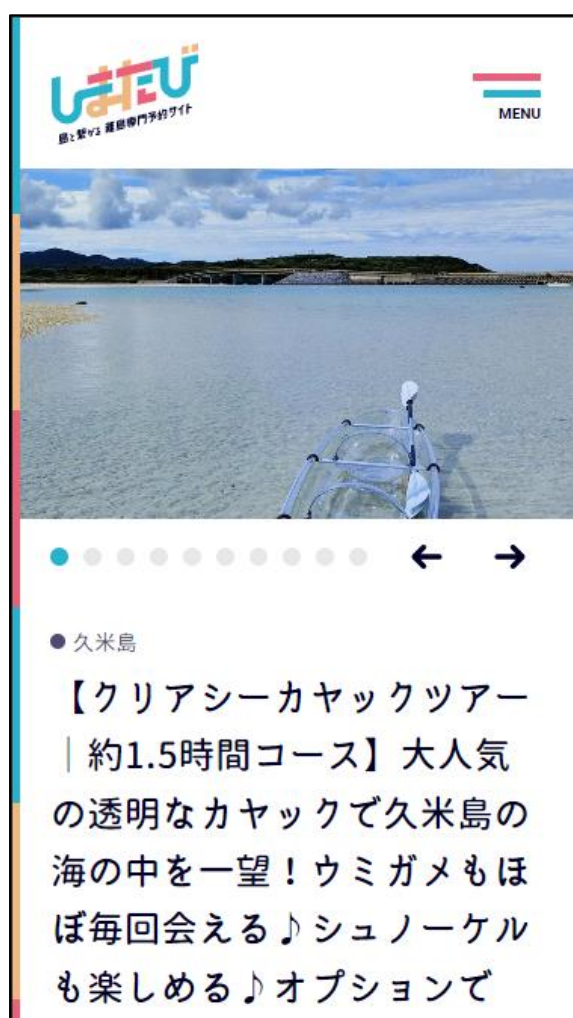 しまたび
島と繋がる 離島専門予約サイト
MENU
久米島
【クリアシーカヤックツアー
｜約1.5時間コース】大人気
の透明なカヤックで久米島の
海の中を一望！ウミガメもほ
ぼ毎回会える♪シュノーケル
も楽しめる♪オプションで